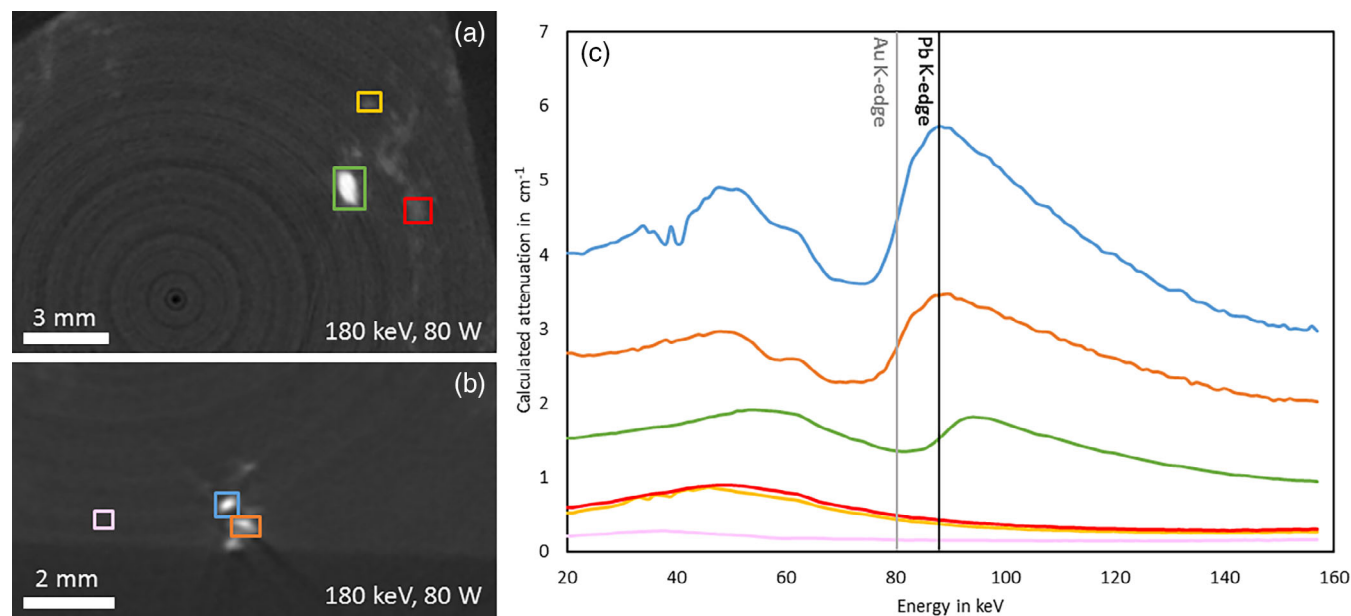 (a)
3 mm
180 keV, 80 W
(b)
2 mm
180 keV, 80 W
(c)
Au K-edge
Pb K-edge
Calculated attenuation in cm⁻¹
7
6
5
4
3
2
1
0
20 40 60 80 100 120 140 160
Energy in keV